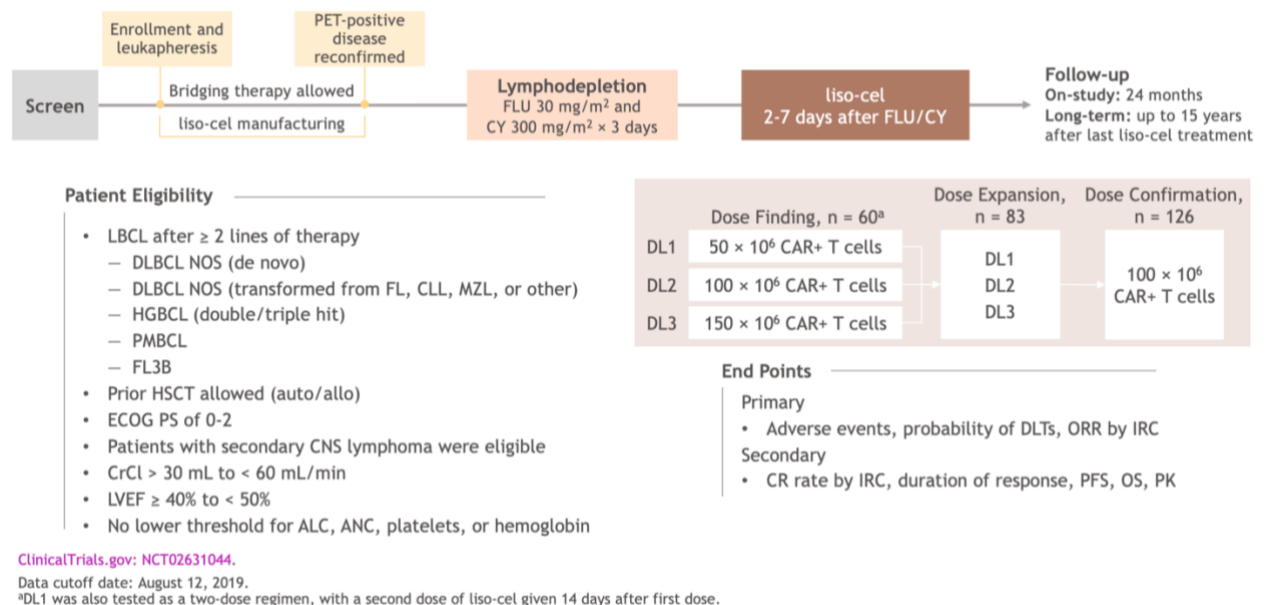 Enrollment and
leukapheresis
PET-positive
disease
reconfirmed
Screen
Bridging therapy allowed
liso-cel manufacturing
Lymphodepletion
FLU 30 mg/m² and
CY 300 mg/m² × 3 days
liso-cel
2-7 days after FLU/CY
Follow-up
On-study: 24 months
Long-term: up to 15 years
after last liso-cel treatment
Patient Eligibility
• LBCL after ≥ 2 lines of therapy
— DLBCL NOS (de novo)
— DLBCL NOS (transformed from FL, CLL, MZL, or other)
— HGBCL (double/triple hit)
— PMBCL
— FL3B
• Prior HSCT allowed (auto/allo)
• ECOG PS of 0-2
• Patients with secondary CNS lymphoma were eligible
• CrCl > 30 mL to < 60 mL/min
• LVEF ≥ 40% to < 50%
• No lower threshold for ALC, ANC, platelets, or hemoglobin
Dose Finding, n = 60ᵃ
DL1 50 × 10⁶ CAR+ T cells
DL2 100 × 10⁶ CAR+ T cells
DL3 150 × 10⁶ CAR+ T cells
Dose Expansion,
n = 83
DL1
DL2
DL3
Dose Confirmation,
n = 126
100 × 10⁶
CAR+ T cells
End Points
Primary
• Adverse events, probability of DLTs, ORR by IRC
Secondary
• CR rate by IRC, duration of response, PFS, OS, PK
ClinicalTrials.gov: NCT02631044.
Data cutoff date: August 12, 2019.
ᵃDL1 was also tested as a two-dose regimen, with a second dose of liso-cel given 14 days after first dose.